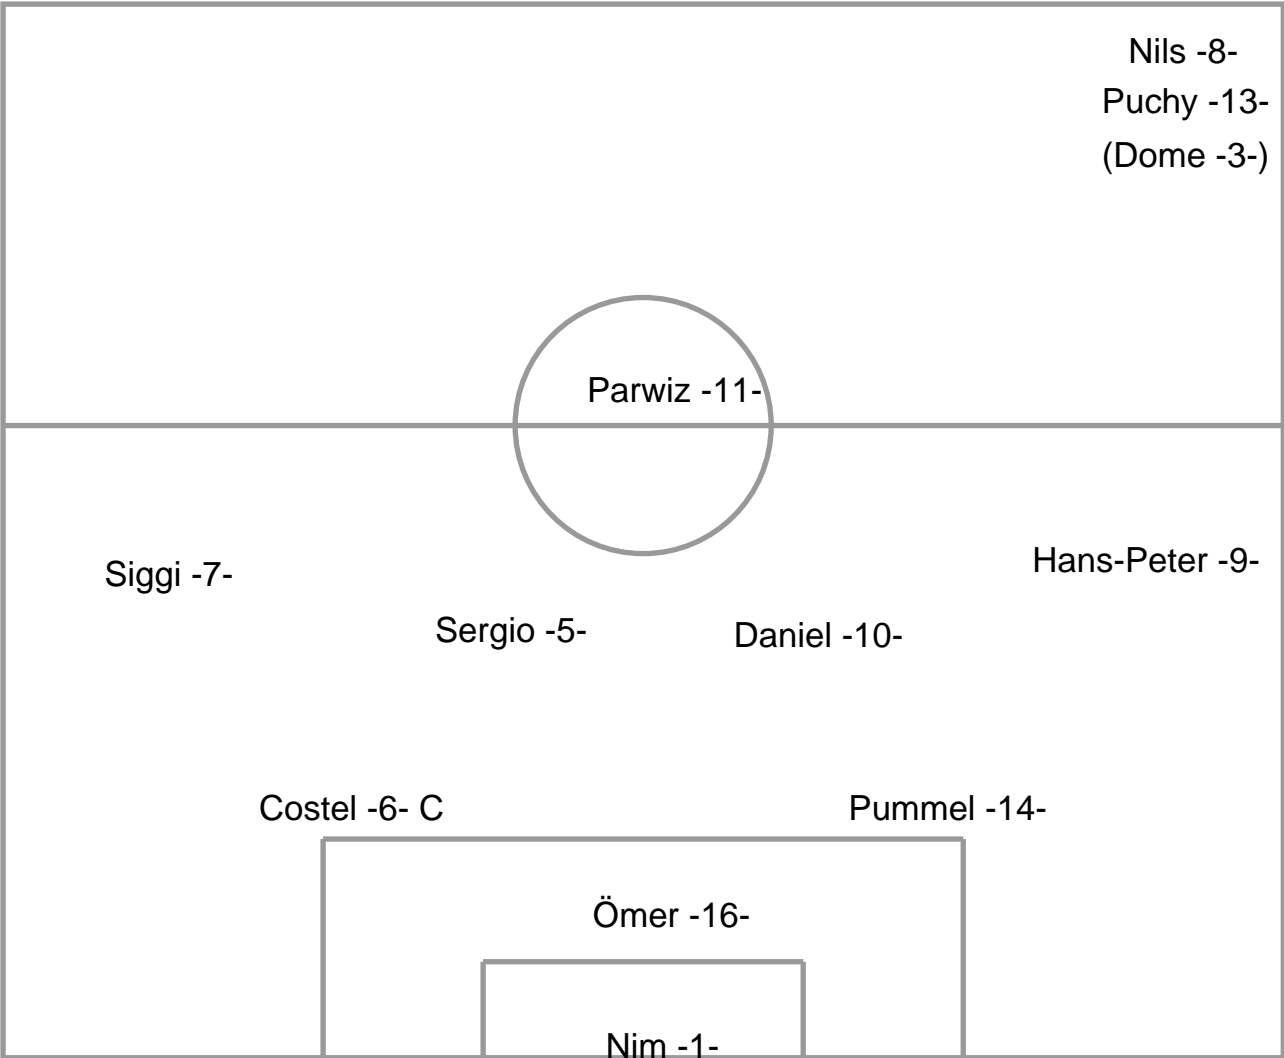 Nils -8-
Puchy -13-
(Dome -3-)
Parwiz -11-
Siggi -7-
Hans-Peter -9-
Sergio -5-
Daniel -10-
Costel -6- C
Pummel -14-
Ömer -16-
Nim -1-